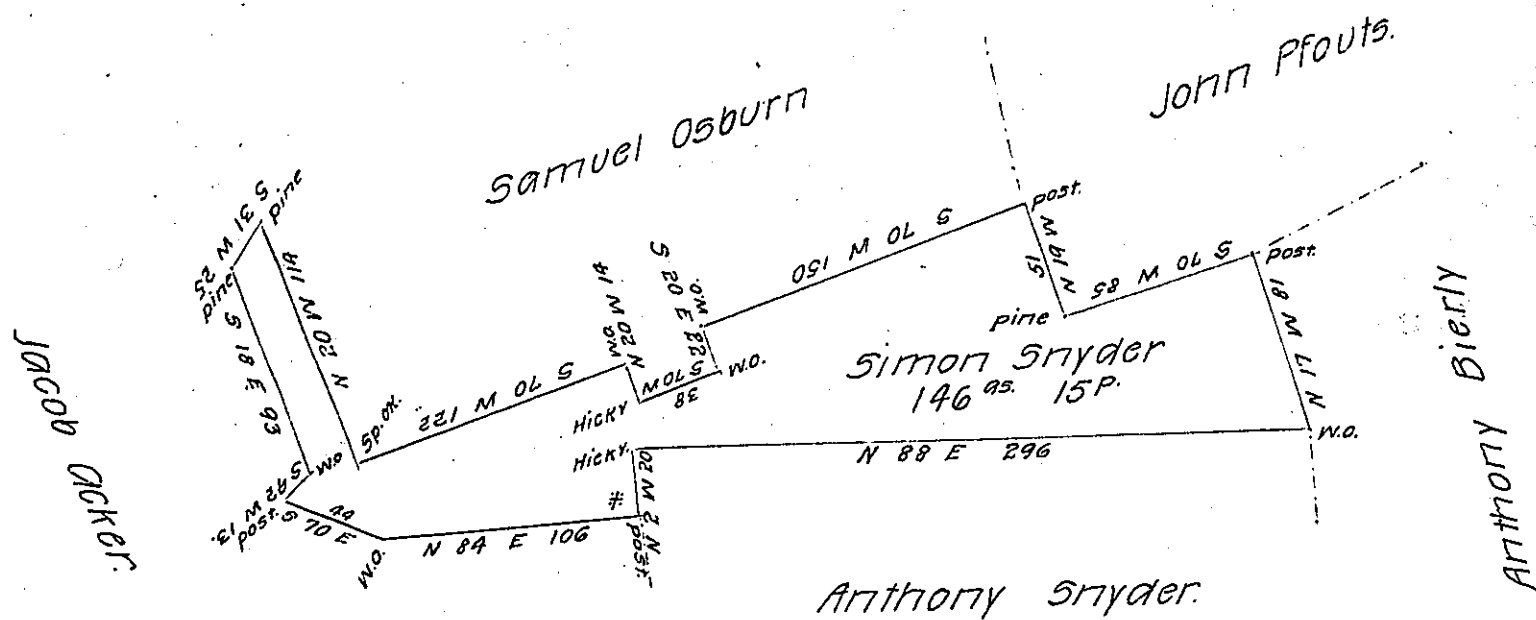 John Pfouts.
Samuel Osburn
S 31 W 25
pine
pine
S 18 E 93
N 20 W 114
Jacob Acker.
W.O
S 42 W 13.
post.
S 70 E 44
W.O.
N 84 E 106
post.
N 2 W 20
#
Hicky.
Sp. OK.
S 70 W 122
W.O
N 20 W 14
Hicky
S 70 W
38
W.O.
S 20 E 22
W.O.
S 70 W 150
post.
N 19 W
51
pine
S 70 W 85
post.
N 17 W 81
W.O.
Simon Snyder
146 as. 15 P.
N 88 E 296
Anthony Bierly
Anthony Snyder.